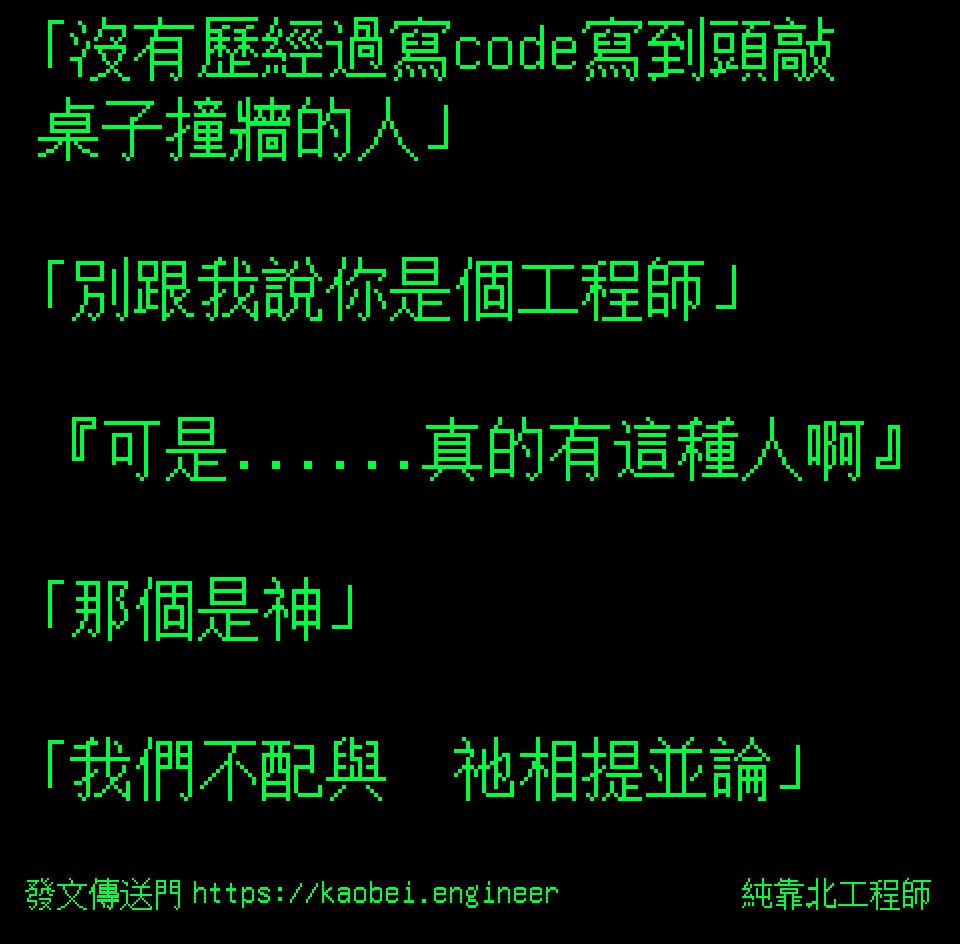 「沒有歷經過寫code寫到頭敲
桌子撞牆的人」
「別跟我說你是個工程師」
『可是......真的有這種人啊』
「那個是神」
「我們不配與　祂相提並論」
發文傳送門 https://kaobei.engineer
純靠北工程師